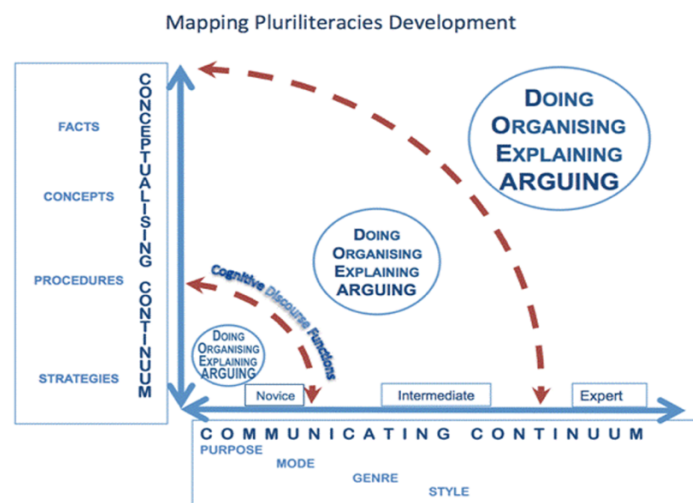 Mapping Pluriliteracies Development
CONCEPTUALISING CONTINUUM
FACTS
CONCEPTS
PROCEDURES
STRATEGIES
DOING
ORGANISING
EXPLAINING
ARGUING
DOING
ORGANISING
EXPLAINING
ARGUING
Cognitive Discourse Functions
DOING
ORGANISING
EXPLAINING
ARGUING
Novice
Intermediate
Expert
COMMUNICATING CONTINUUM
PURPOSE
MODE
GENRE
STYLE